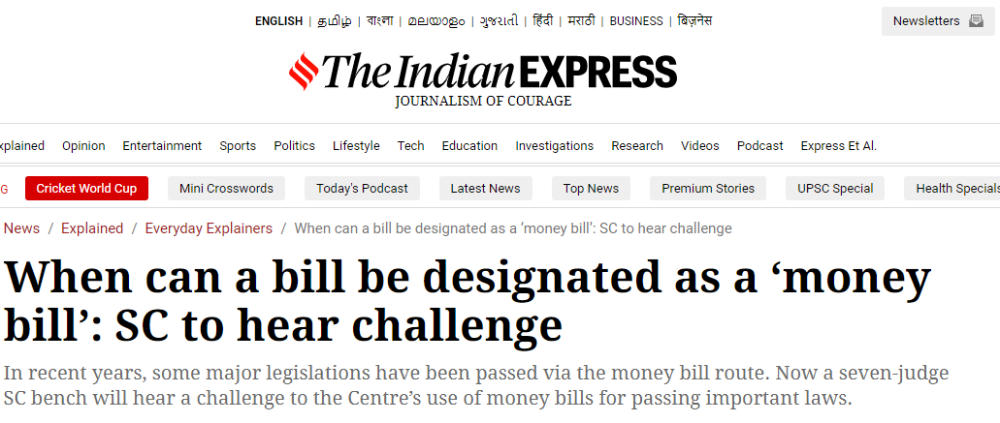 ENGLISH | தமிழ் | বাংলা | മലയാളം | ગુજરાતી | हिंदी | मराठी | BUSINESS | बिज़नेस
Newsletters
The Indian EXPRESS
JOURNALISM OF COURAGE
xplained Opinion Entertainment Sports Politics Lifestyle Tech Education Investigations Research Videos Podcast Express Et Al.
G Cricket World Cup Mini Crosswords Today's Podcast Latest News Top News Premium Stories UPSC Special Health Specials
News / Explained / Everyday Explainers / When can a bill be designated as a ‘money bill’: SC to hear challenge
When can a bill be designated as a ‘money
bill’: SC to hear challenge
In recent years, some major legislations have been passed via the money bill route. Now a seven-judge
SC bench will hear a challenge to the Centre’s use of money bills for passing important laws.